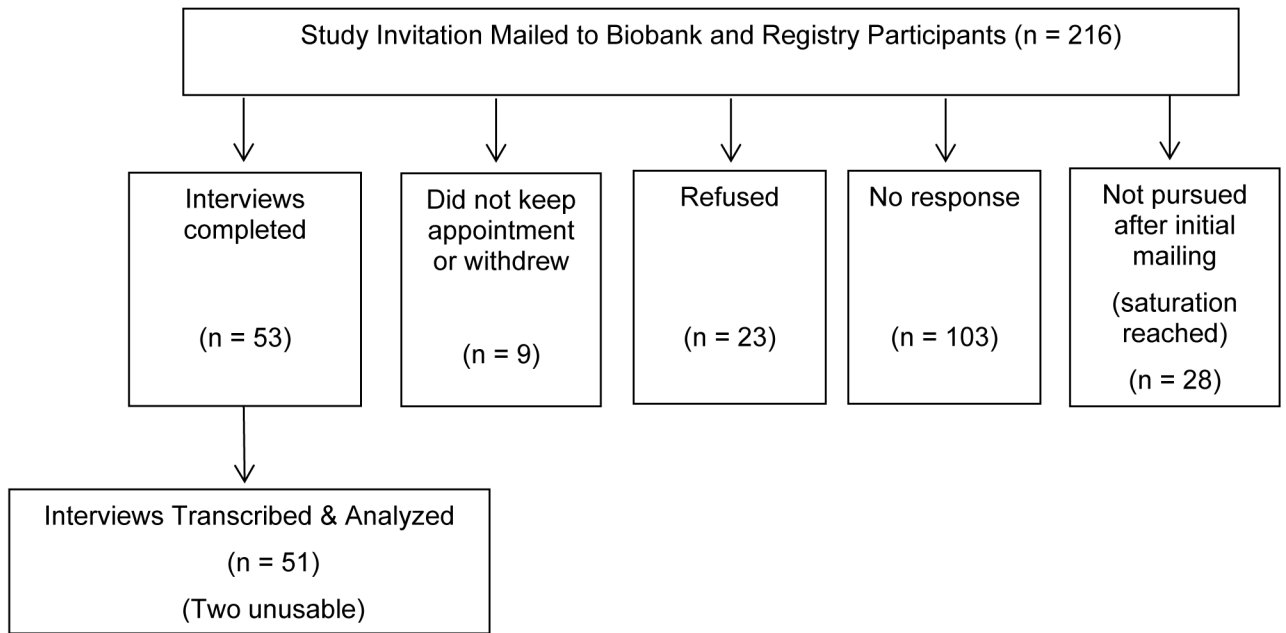 Study Invitation Mailed to Biobank and Registry Participants (n = 216)
Interviews
completed
(n = 53)
Did not keep
appointment
or withdrew
(n = 9)
Refused
(n = 23)
No response
(n = 103)
Not pursued
after initial
mailing
(saturation
reached)
(n = 28)
Interviews Transcribed & Analyzed
(n = 51)
(Two unusable)